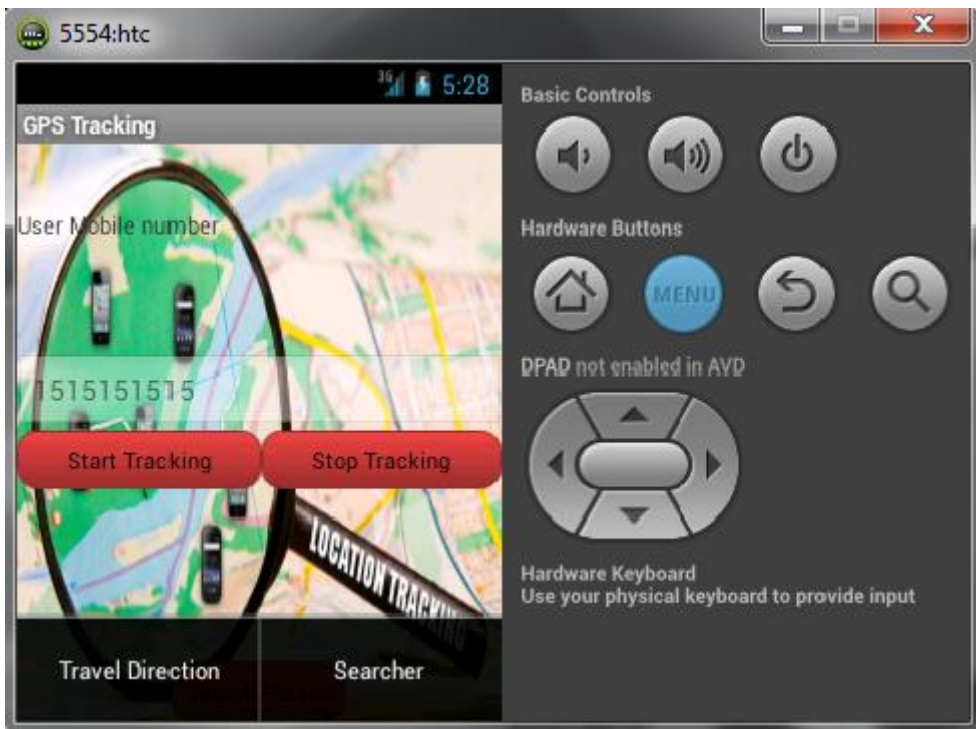 5554:htc
3G 5:28
GPS Tracking
User Mobile number
1515151515
Start Tracking
Stop Tracking
LOCATION TRACKING
Travel Direction
Searcher
Basic Controls
Hardware Buttons
MENU
DPAD not enabled in AVD
Hardware Keyboard
Use your physical keyboard to provide input